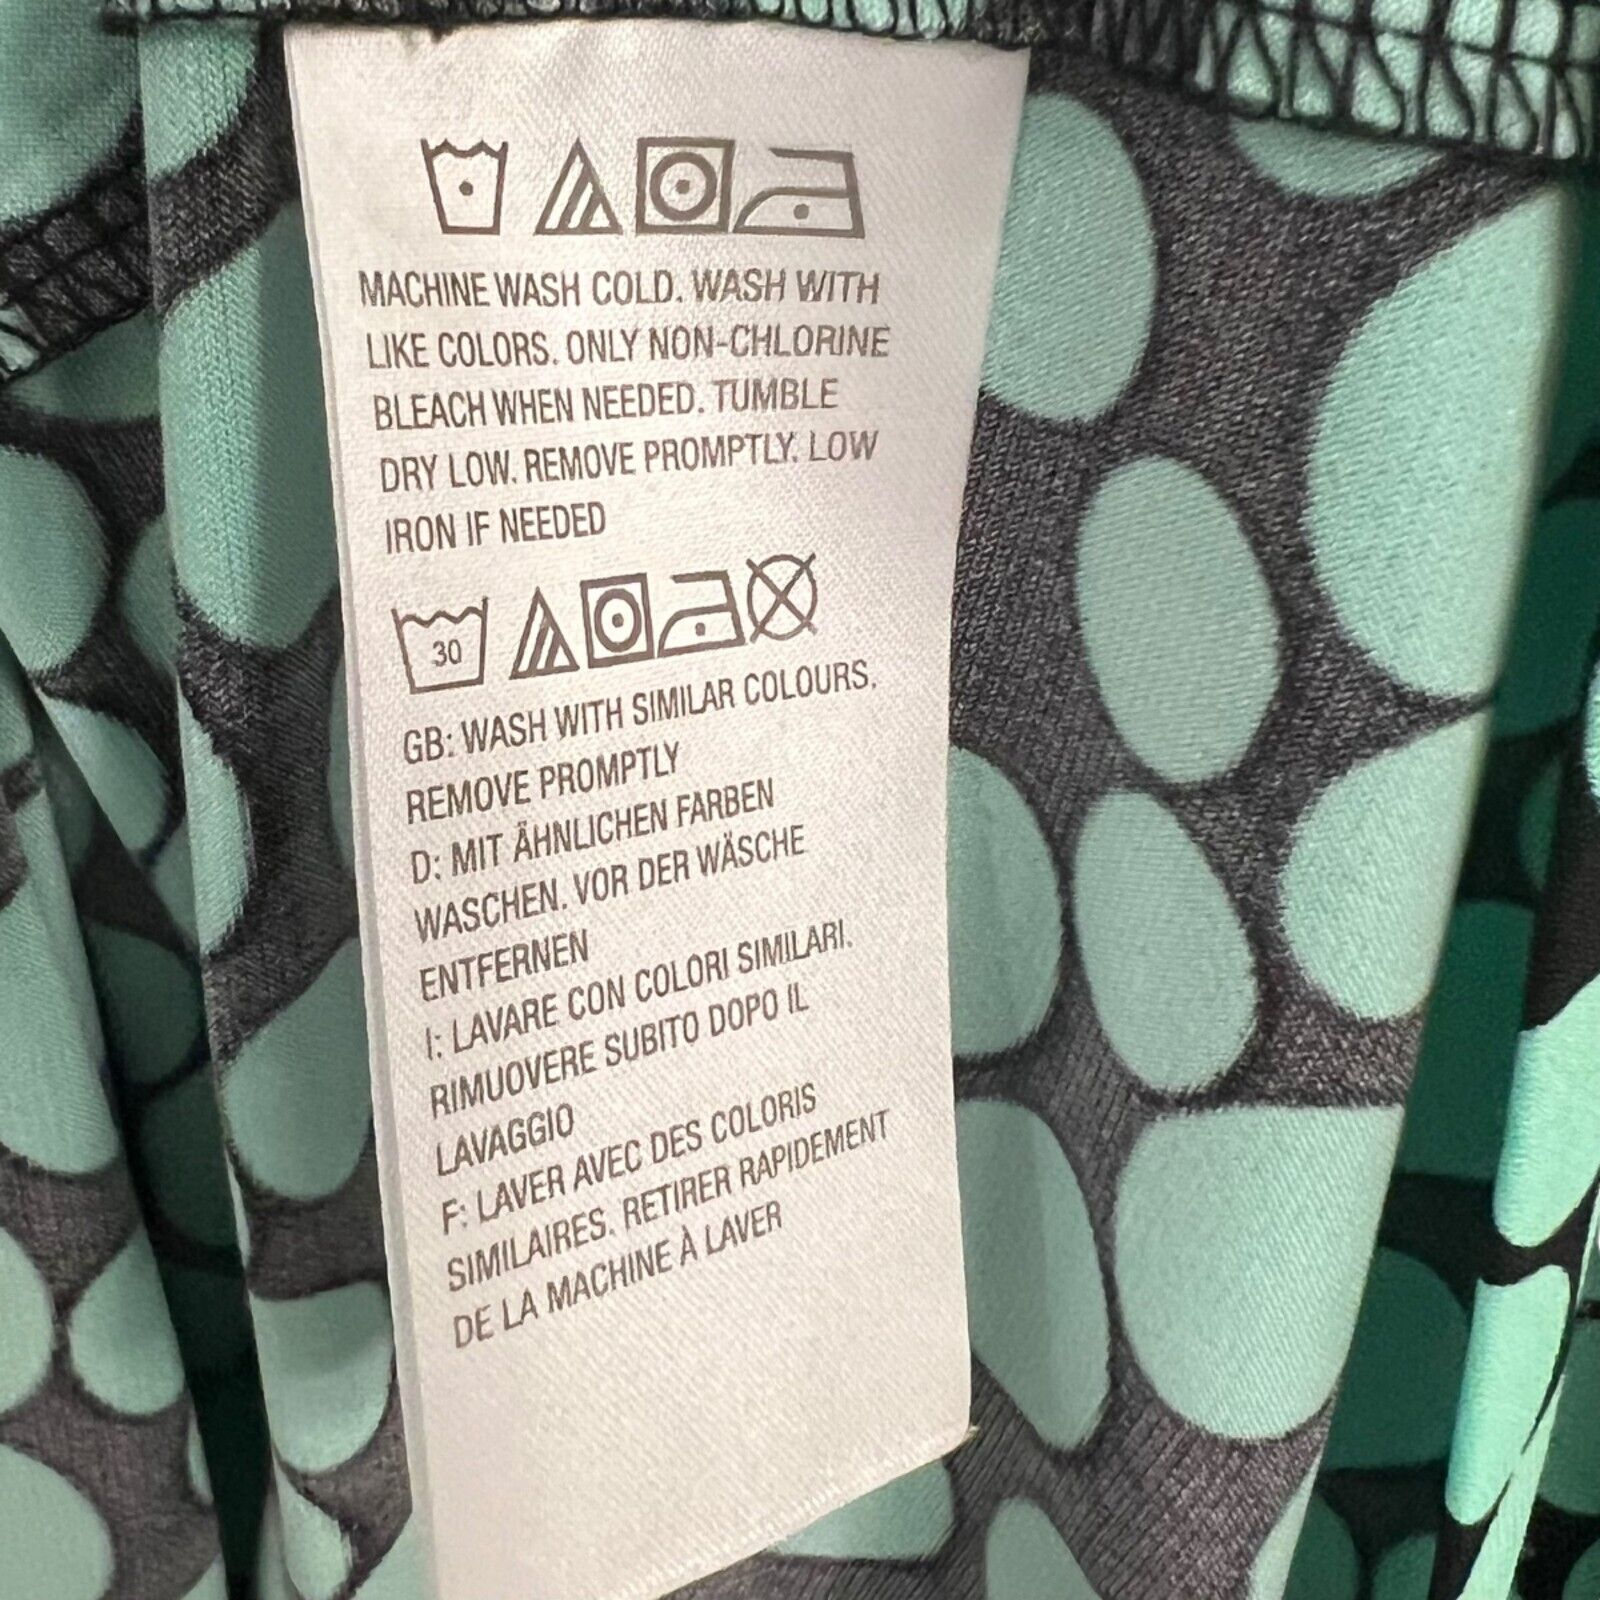 MACHINE WASH COLD. WASH WITH
LIKE COLORS. ONLY NON-CHLORINE
BLEACH WHEN NEEDED. TUMBLE
DRY LOW. REMOVE PROMPTLY. LOW
IRON IF NEEDED
30
GB: WASH WITH SIMILAR COLOURS.
REMOVE PROMPTLY
D: MIT ÄHNLICHEN FARBEN
WASCHEN. VOR DER WÄSCHE
ENTFERNEN
I: LAVARE CON COLORI SIMILARI.
RIMUOVERE SUBITO DOPO IL
LAVAGGIO
F: LAVER AVEC DES COLORIS
SIMILAIRES. RETIRER RAPIDEMENT
DE LA MACHINE À LAVER